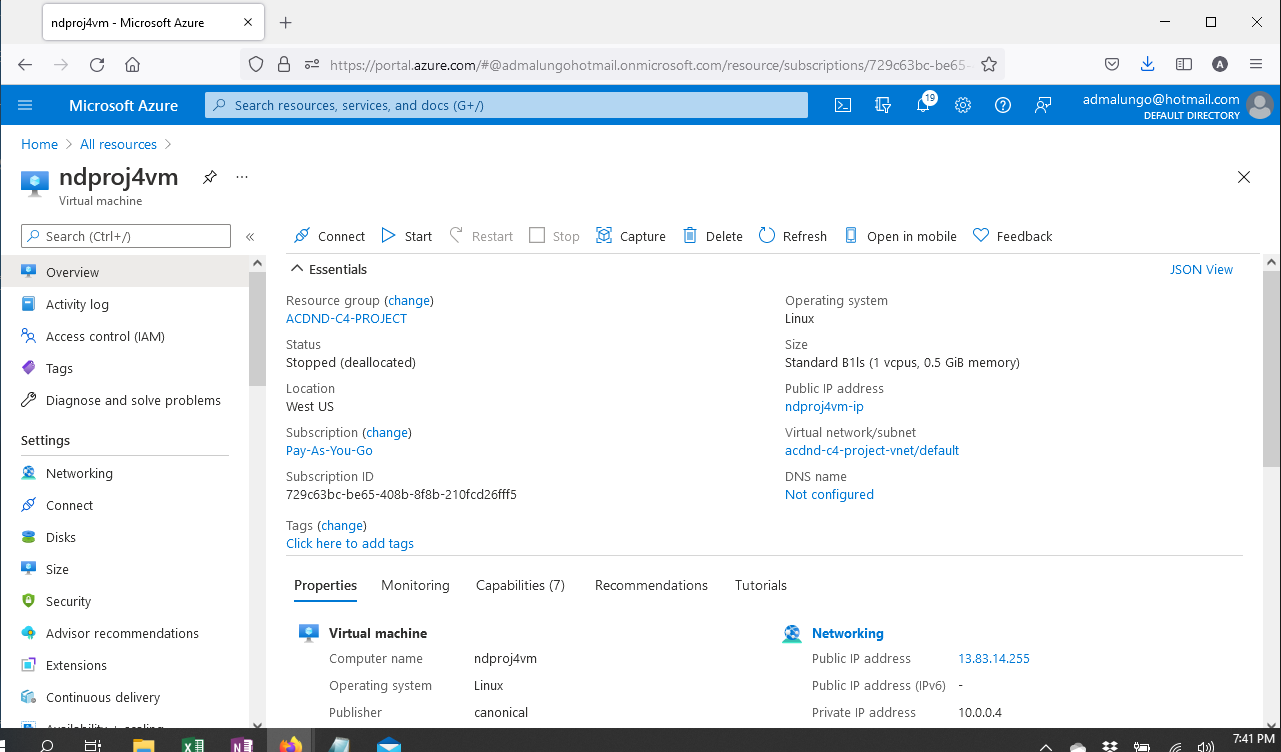 ndproj4vm - Microsoft Azure
https://portal.azure.com/#@admalungohotmail.onmicrosoft.com/resource/subscriptions/729c63bc-be65-
A
Microsoft Azure
Search resources, services, and docs (G+/)
19
admalungo@hotmail.com
DEFAULT DIRECTORY
Home > All resources >
ndproj4vm
...
Virtual machine
Search (Ctrl+/)
«
Connect
Start
Restart
Stop
Capture
Delete
Refresh
Open in mobile
Feedback
Overview
Activity log
Access control (IAM)
Tags
Diagnose and solve problems
Settings
Networking
Connect
Disks
Size
Security
Advisor recommendations
Extensions
Continuous delivery
Availability + scaling
Essentials
JSON View
Resource group (change)
ACDND-C4-PROJECT
Status
Stopped (deallocated)
Location
West US
Subscription (change)
Pay-As-You-Go
Subscription ID
729c63bc-be65-408b-8f8b-210fcd26fff5
Tags (change)
Click here to add tags
Operating system
Linux
Size
Standard B1ls (1 vcpus, 0.5 GiB memory)
Public IP address
ndproj4vm-ip
Virtual network/subnet
acdnd-c4-project-vnet/default
DNS name
Not configured
Properties
Monitoring
Capabilities (7)
Recommendations
Tutorials
Virtual machine
Computer name ndproj4vm
Operating system Linux
Publisher canonical
Networking
Public IP address 13.83.14.255
Public IP address (IPv6) -
Private IP address 10.0.0.4
7:41 PM